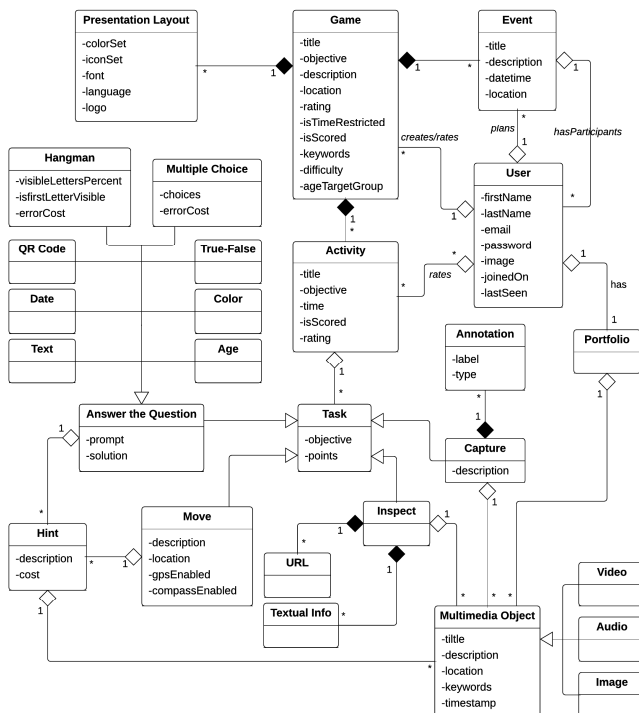 Presentation Layout
-colorSet
-iconSet
-font
-language
-logo
*
1
Game
-title
-objective
-description
-location
-rating
-isTimeRestricted
-isScored
-keywords
-difficulty
-ageTargetGroup
1
*
Event
-title
-description
-datetime
-location
1
*
plans
1
hasParticipants
*
creates/rates
*
1
User
-firstName
-lastName
-email
-password
-image
-joinedOn
-lastSeen
Hangman
-visibleLettersPercent
-isfirstLetterVisible
-errorCost
Multiple Choice
-choices
-errorCost
1
*
Activity
-title
-objective
-time
-isScored
-rating
*
rates
*
1
has
1
QR Code
True-False
Date
Color
Text
Age
Annotation
-label
-type
Portfolio
1
1
*
*
1
Answer the Question
-prompt
-solution
1
*
Task
-objective
-points
Capture
-description
1
Hint
-description
-cost
*
1
1
Move
-description
-location
-gpsEnabled
-compassEnabled
Inspect
1
1
1
*
URL
Textual Info
*
*
*
*
*
Multimedia Object
-tiltle
-description
-location
-keywords
-timestamp
Video
Audio
Image